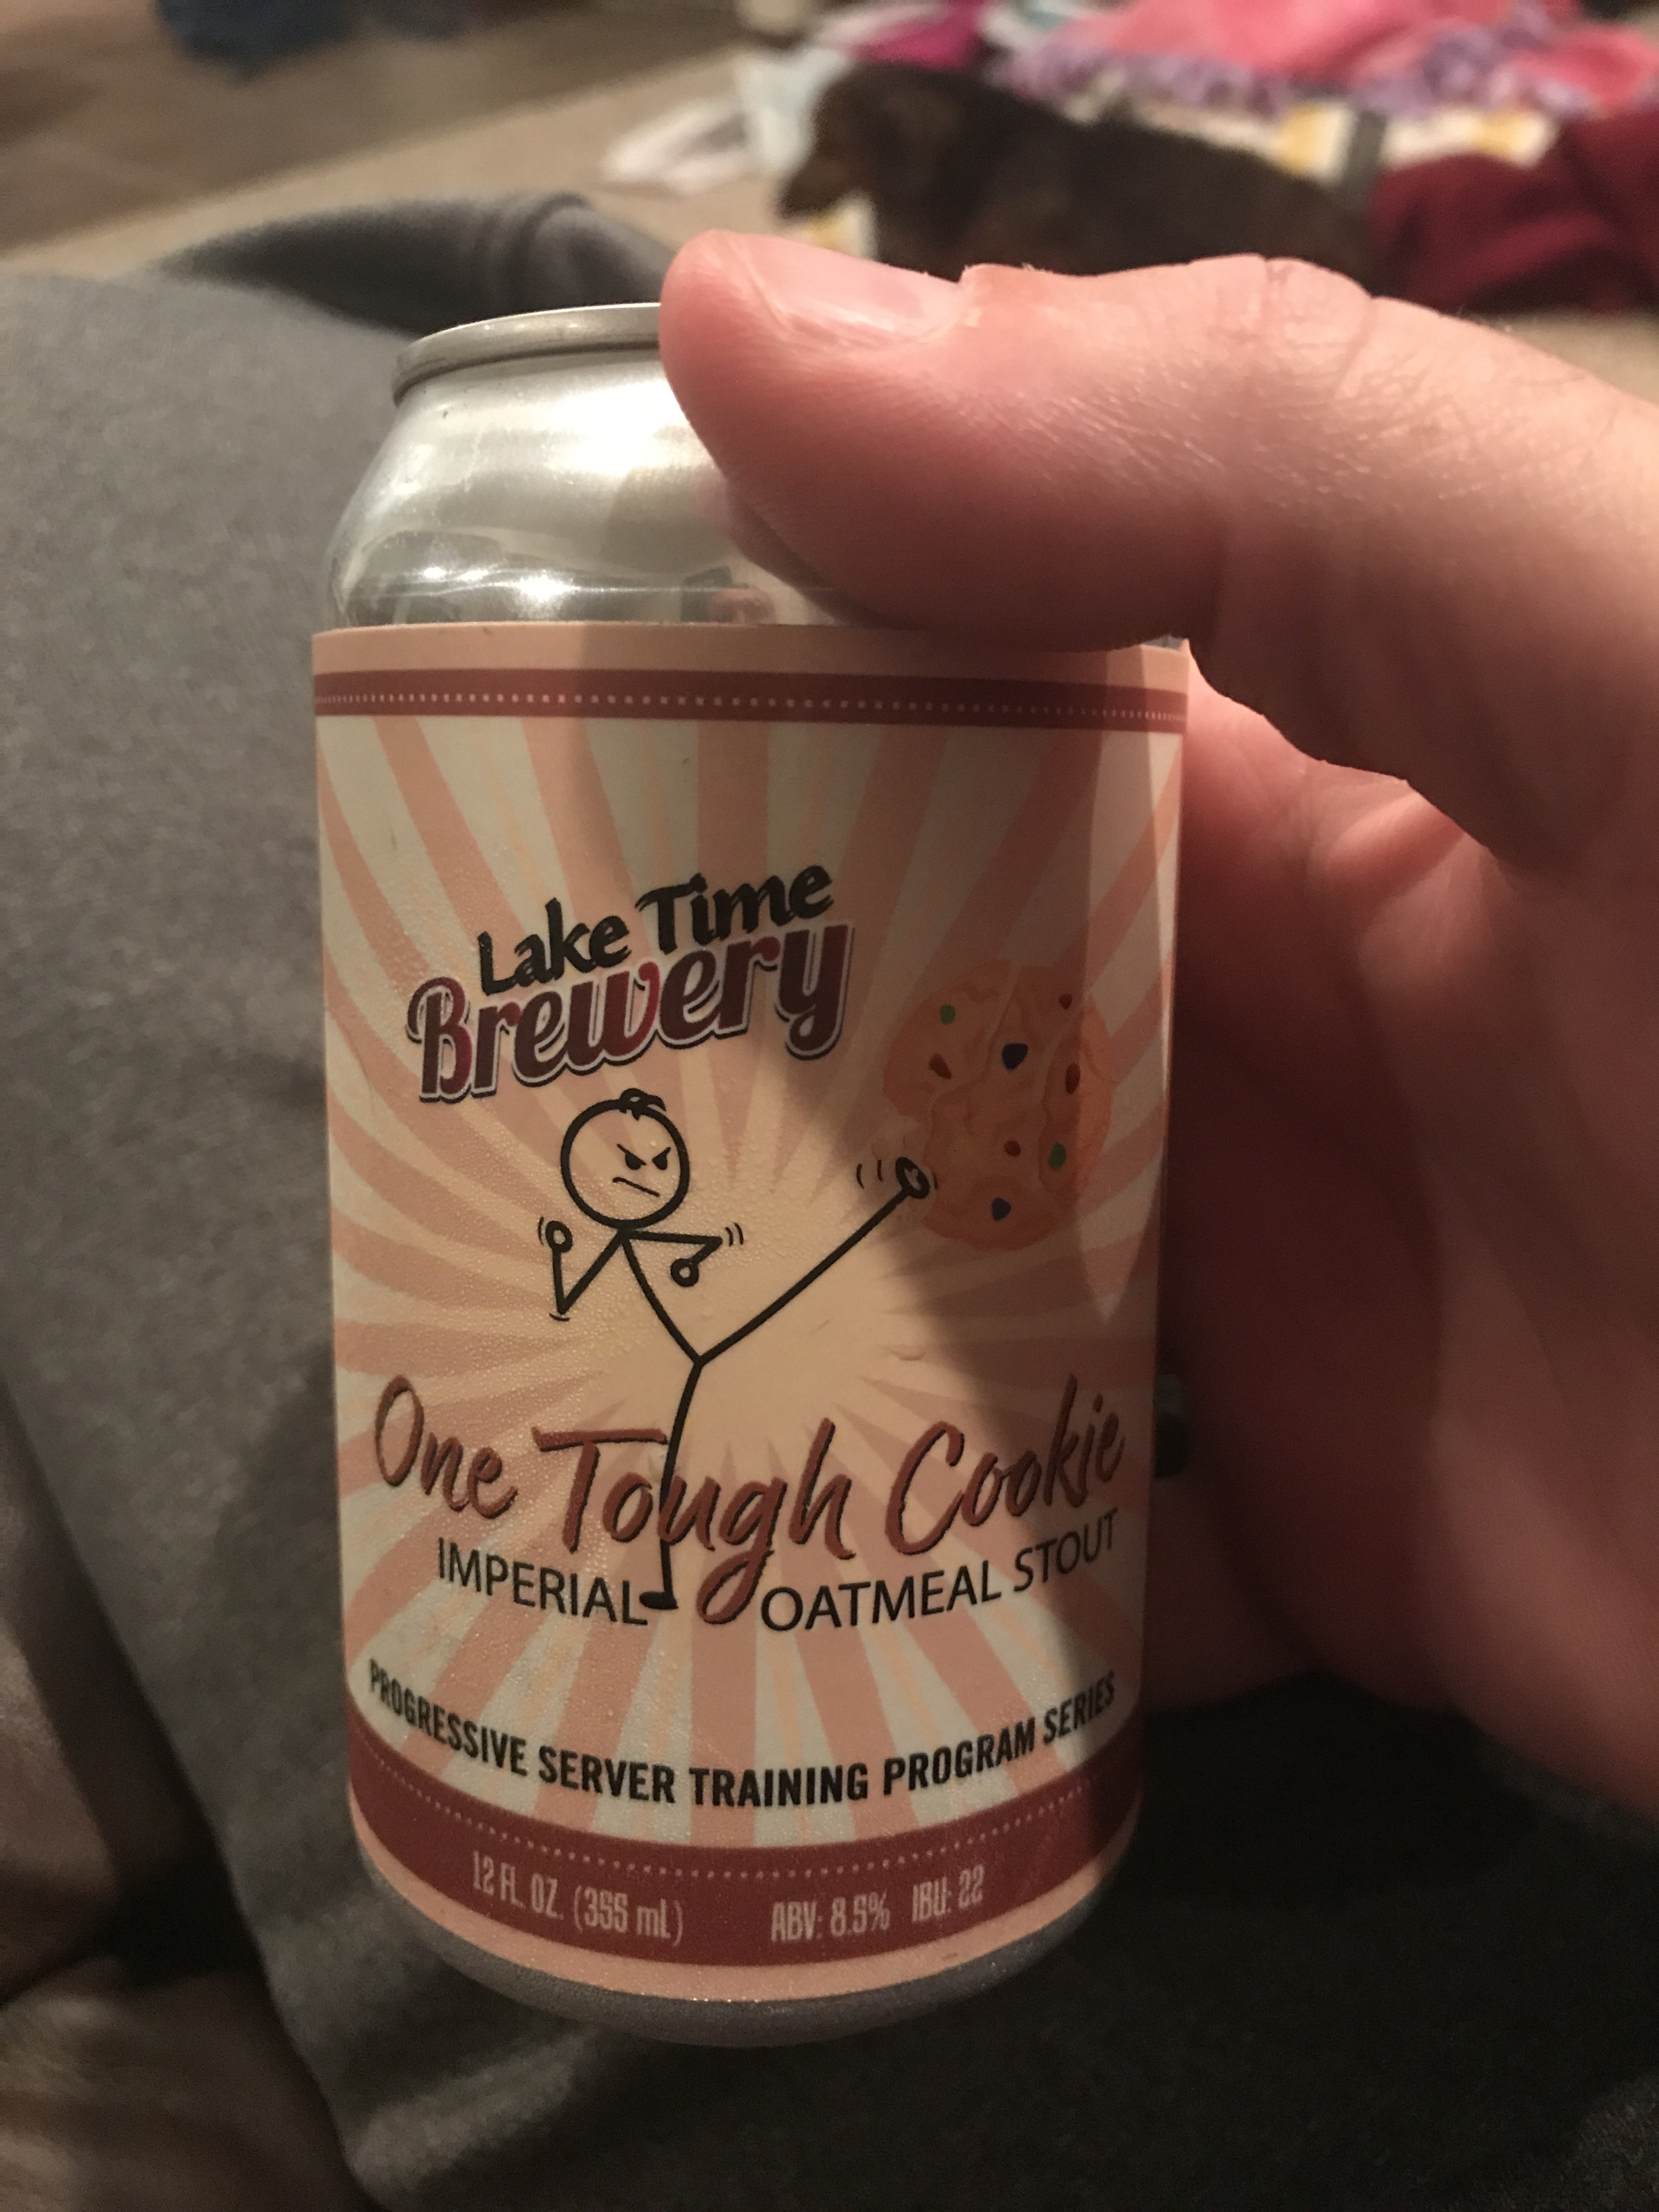 Lake Time
Brewery
One Tough Cookie
IMPERIAL OATMEAL STOUT
PROGRESSIVE SERVER TRAINING PROGRAM SERIES
12 FL. OZ. (355 mL) ABV: 8.5% IBU: 22